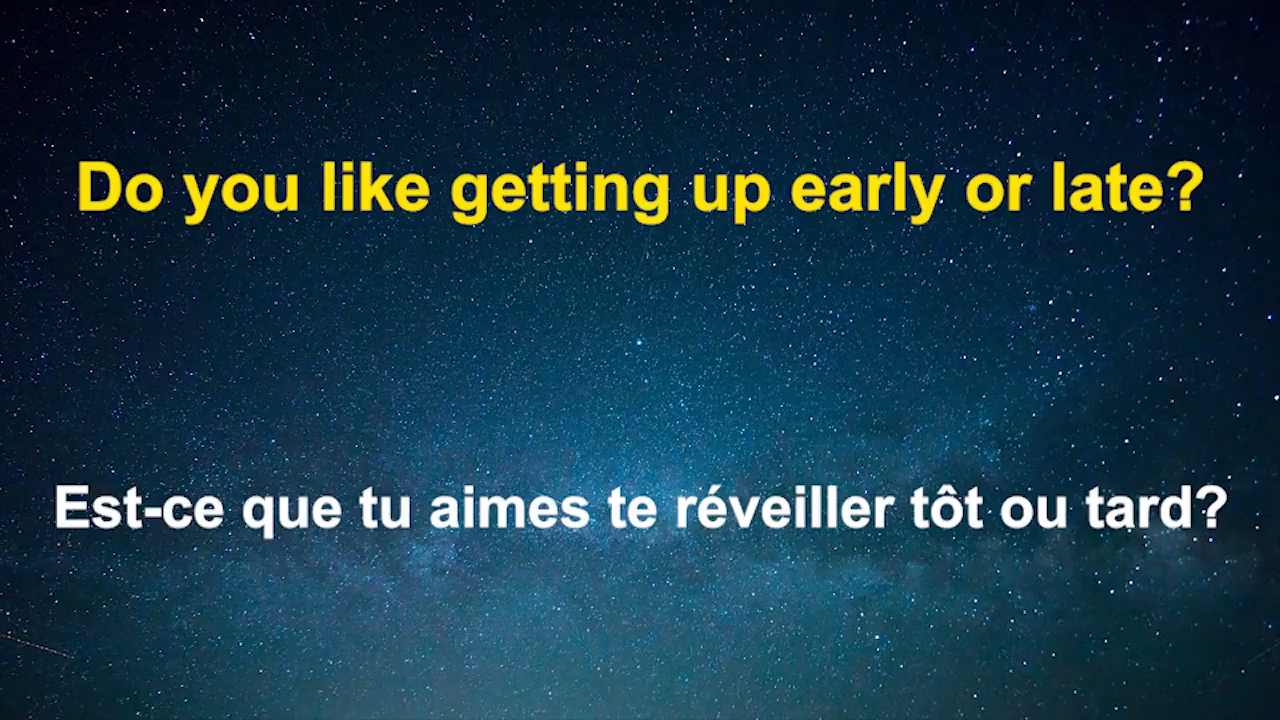 Do you like getting up early or late?
Est-ce que tu aimes te réveiller tôt ou tard?